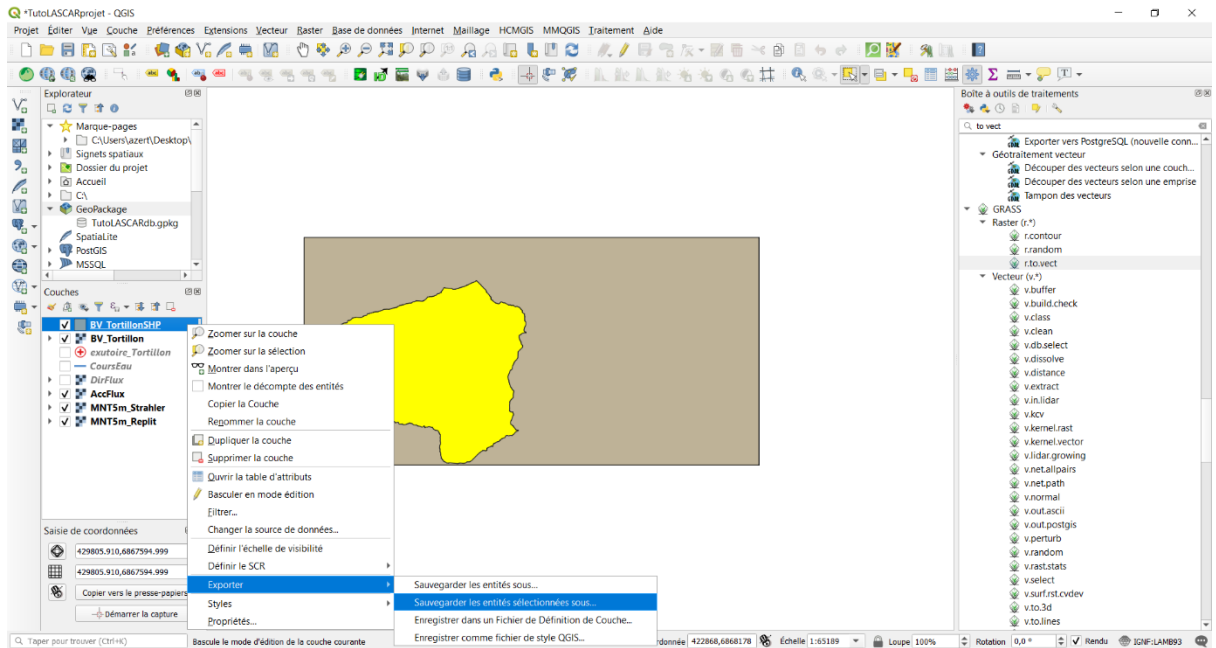 *TutoLASCARprojet - QGIS
Projet Éditer Vue Couche Préférences Extensions Vecteur Raster Base de données Internet Maillage HCMGIS MMQGIS Traitement Aide
Explorateur
Marque-pages
C:\Users\azert\Desktop\
Signets spatiaux
Dossier du projet
Accueil
C:\
GeoPackage
TutoLASCARdb.gpkg
SpatiaLite
PostGIS
MSSQL
Couches
BV_TortillonSHP
BV_Tortillon
exutoire_Tortillon
CoursEau
DirFlux
AccFlux
MNT5m_Strahler
MNT5m_Replit
Saisie de coordonnées
429805.910,6867594.999
429805.910,6867594.999
Copier vers le presse-papiers
Démarrer la capture
Zoomer sur la couche
Zoomer sur la sélection
Montrer dans l'aperçu
Montrer le décompte des entités
Copier la Couche
Renommer la couche
Dupliquer la couche
Supprimer la couche
Ouvrir la table d'attributs
Basculer en mode édition
Filtrer...
Changer la source de données...
Définir l'échelle de visibilité
Définir le SCR
Exporter
Styles
Propriétés...
Sauvegarder les entités sous...
Sauvegarder les entités sélectionnées sous...
Enregistrer dans un Fichier de Définition de Couche...
Enregistrer comme fichier de style QGIS...
Boîte à outils de traitements
to vect
Exporter vers PostgreSQL (nouvelle conn...
Géotraitement vecteur
Découper des vecteurs selon une couch...
Découper des vecteurs selon une emprise
Tampon des vecteurs
GRASS
Raster (r.*)
r.contour
r.random
r.to.vect
Vecteur (v.*)
v.buffer
v.build.check
v.class
v.clean
v.db.select
v.dissolve
v.distance
v.extract
v.in.lidar
v.kcv
v.kernel.rast
v.kernel.vector
v.lidar.growing
v.net.allpairs
v.net.path
v.normal
v.out.ascii
v.out.postgis
v.perturb
v.random
v.rast.stats
v.select
v.surf.rst.cvdev
v.to.3d
v.to.lines
Taper pour trouver (Ctrl+K)
Bascule le mode d'édition de la couche courante
rdonnée 422868,6868178 Échelle 1:65189 Loupe 100% Rotation 0,0 ° Rendu IGNF:LAMB93